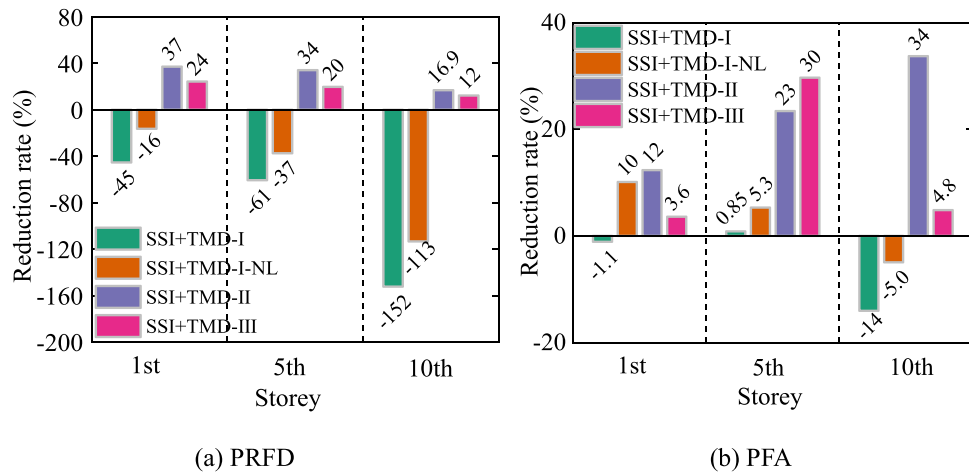 80
40
0
-40
-80
-120
-160
-200
Reduction rate (%)
-45
-16
37
24
-61
-37
34
20
-152
-113
16.9
12
SSI+TMD-I
SSI+TMD-I-NL
SSI+TMD-II
SSI+TMD-III
1st 5th 10th
Storey
(a) PRFD
40
20
0
-20
Reduction rate (%)
SSI+TMD-I
SSI+TMD-I-NL
SSI+TMD-II
SSI+TMD-III
-1.1
10
12
3.6
0.85
5.3
23
30
-14
-5.0
34
4.8
1st 5th 10th
Storey
(b) PFA